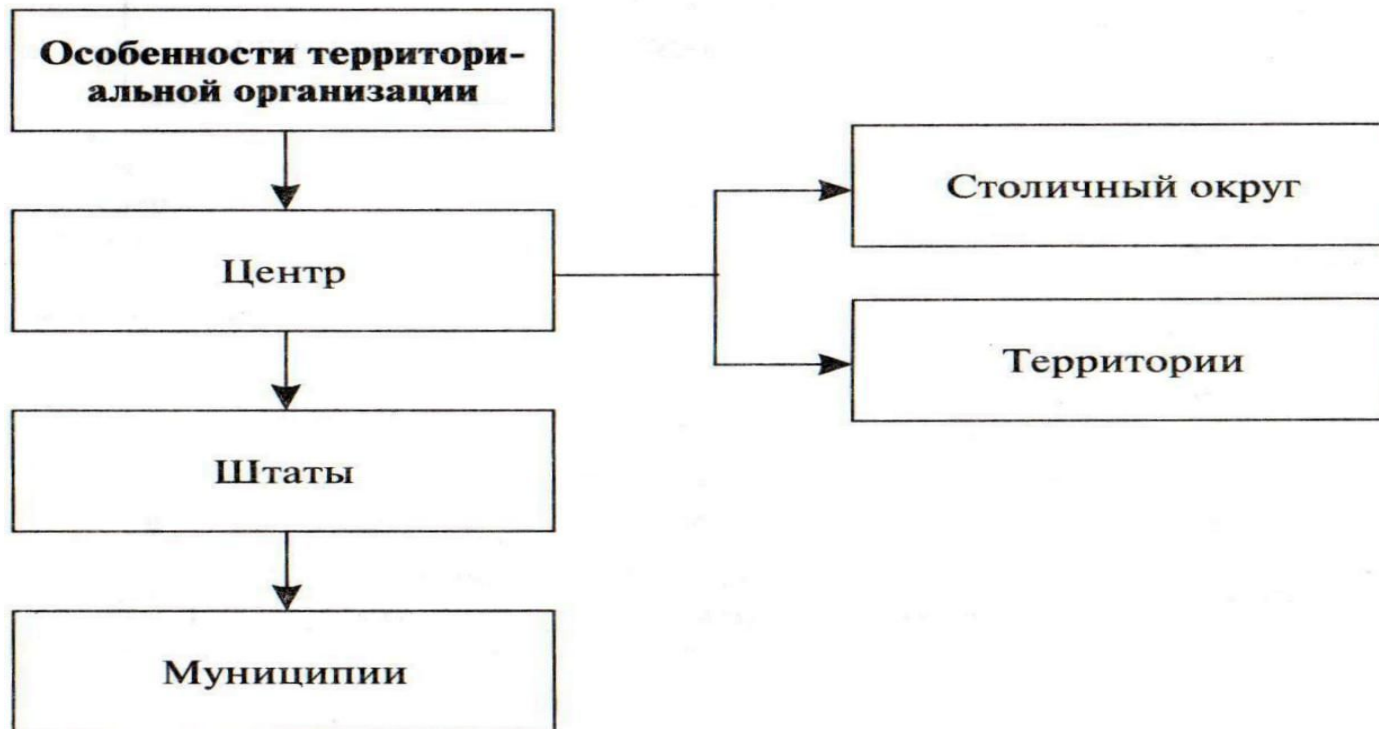 Особенности территори-
альной организации
Центр
Столичный округ
Территории
Штаты
Муниципии